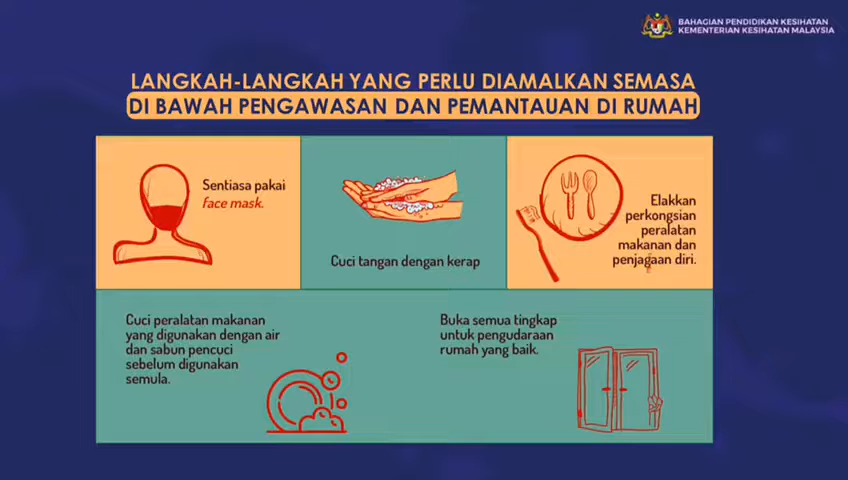 BAHAGIAN PENDIDIKAN KESIHATAN
KEMENTERIAN KESIHATAN MALAYSIA
LANGKAH-LANGKAH YANG PERLU DIAMALKAN SEMASA
DI BAWAH PENGAWASAN DAN PEMANTAUAN DI RUMAH
Sentiasa pakai
face mask.
Cuci tangan dengan kerap
Elakkan
perkongsian
peralatan
makanan dan
penjagaan diri.
Cuci peralatan makanan
yang digunakan dengan air
dan sabun pencuci
sebelum digunakan
semula.
Buka semua tingkap
untuk pengudaraan
rumah yang baik.